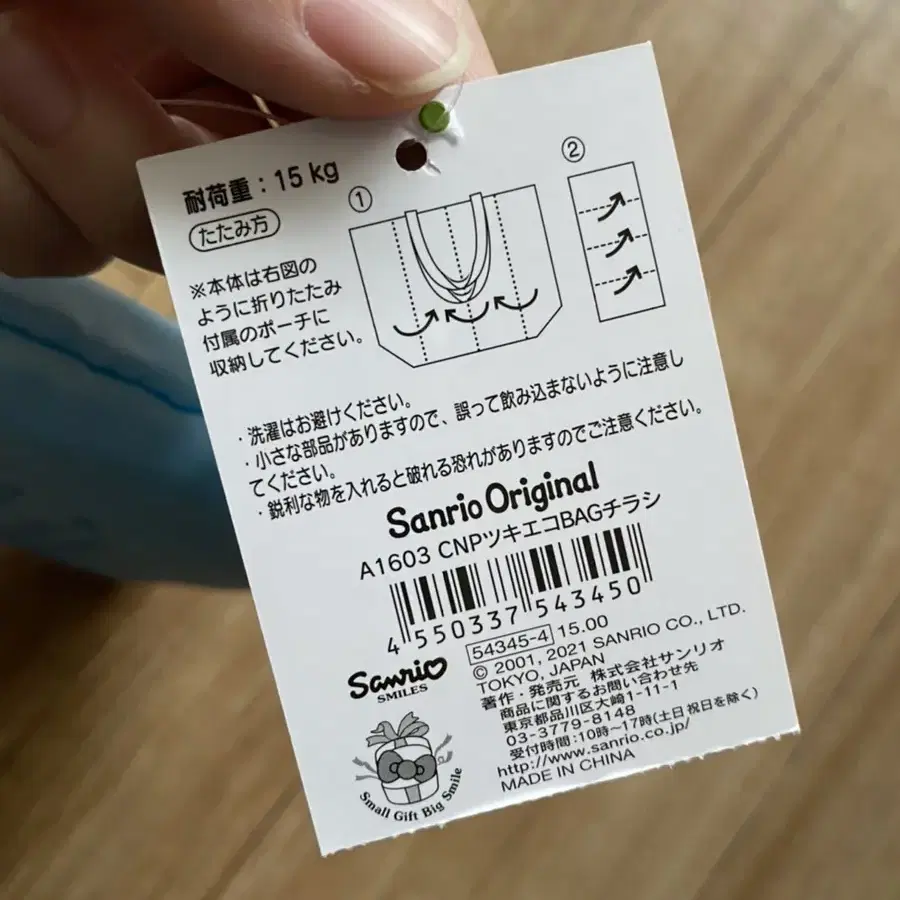 耐荷重：15 kg
たたみ方
※本体は右図の
ように折りたたみ
付属のポーチに
収納してください。
①
②
・洗濯はお避けください。
・小さな部品がありますので、誤って飲み込まないように注意し
てください。
・鋭利な物を入れると破れる恐れがありますのでご注意ください。
Sanrio Original
A1603 CNPツキエコBAGチラシ
4 550337 543450
54345-4 15.00
© 2001, 2021 SANRIO CO., LTD.
TOKYO, JAPAN
著作・発売元 株式会社サンリオ
商品に関するお問い合わせ先
東京都品川区大崎1-11-1
03-3779-8148
受付時間:10時〜17時(土日祝日を除く)
http://www.sanrio.co.jp/
MADE IN CHINA
Sanrio
SMILES
Small Gift Big Smile